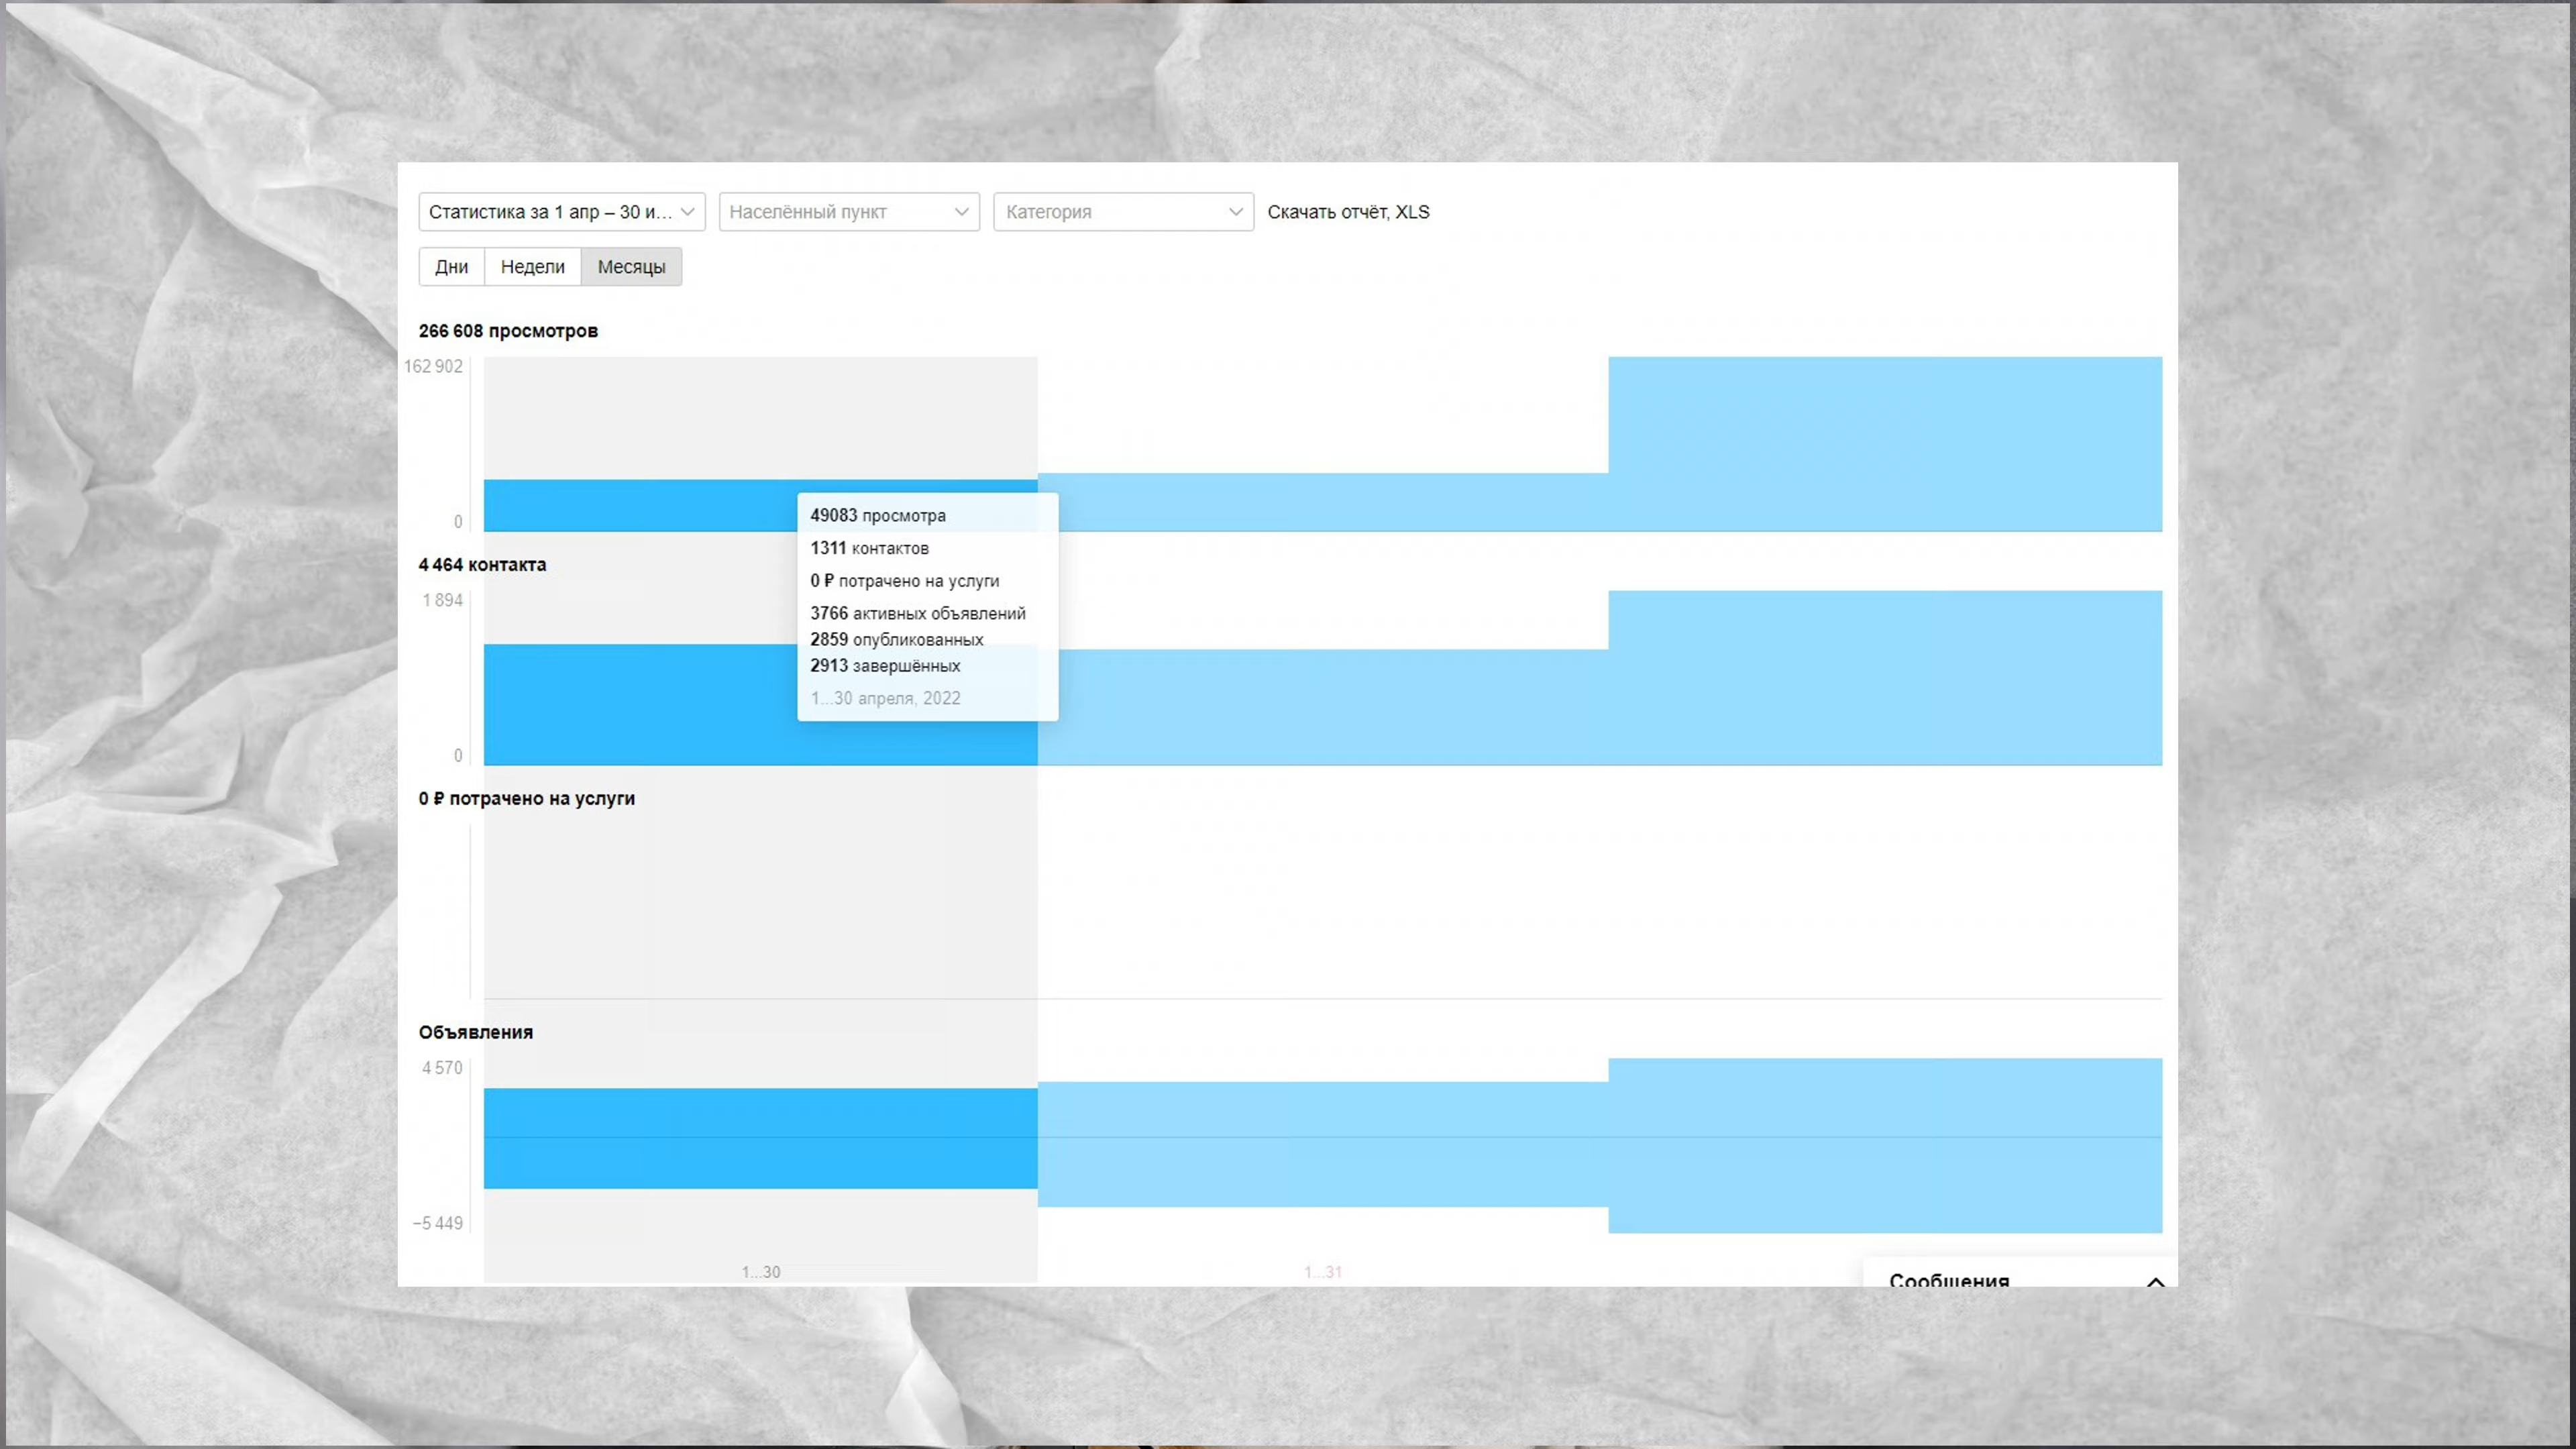 Статистика за 1 апр – 30 и...
Населённый пункт
Категория
Скачать отчёт, XLS
Дни
Недели
Месяцы
266 608 просмотров
162 902
0
49083 просмотра
1311 контактов
0 ₽ потрачено на услуги
3766 активных объявлений
2859 опубликованных
2913 завершённых
1...30 апреля, 2022
4 464 контакта
1 894
0
0 ₽ потрачено на услуги
Объявления
4 570
−5 449
1...30
1...31
Сообщения